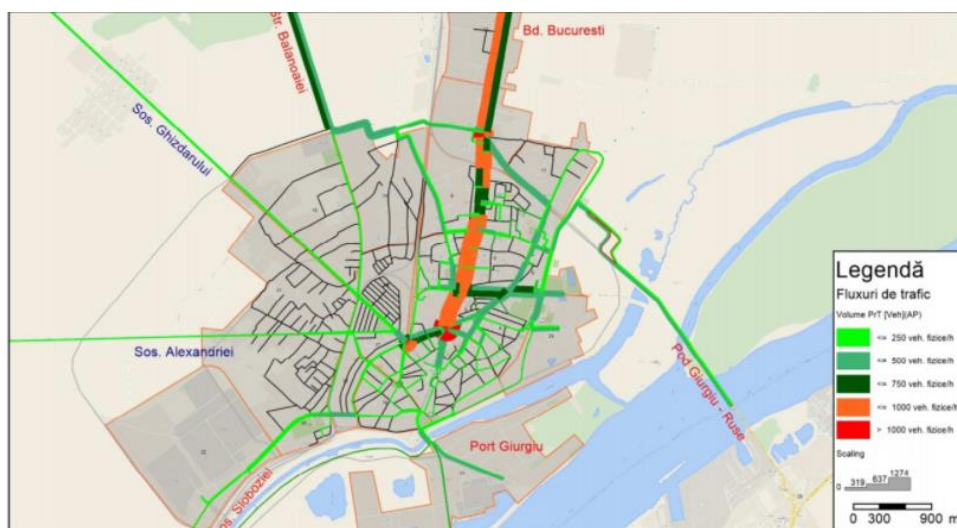 Str. Balanoaiei
Bd. Bucuresti
Sos. Ghizdarului
Sos. Alexandriei
Pod Giurgiu - Ruse
Port Giurgiu
Sos. Sloboziei
Legendă
Fluxuri de trafic
Volume PrT [Veh](AP)
<= 250 veh. fizice/h
<= 500 veh. fizice/h
<= 750 veh. fizice/h
<= 1000 veh. fizice/h
> 1000 veh. fizice/h
Scaling
0 319 637 1274
0 300 900 m